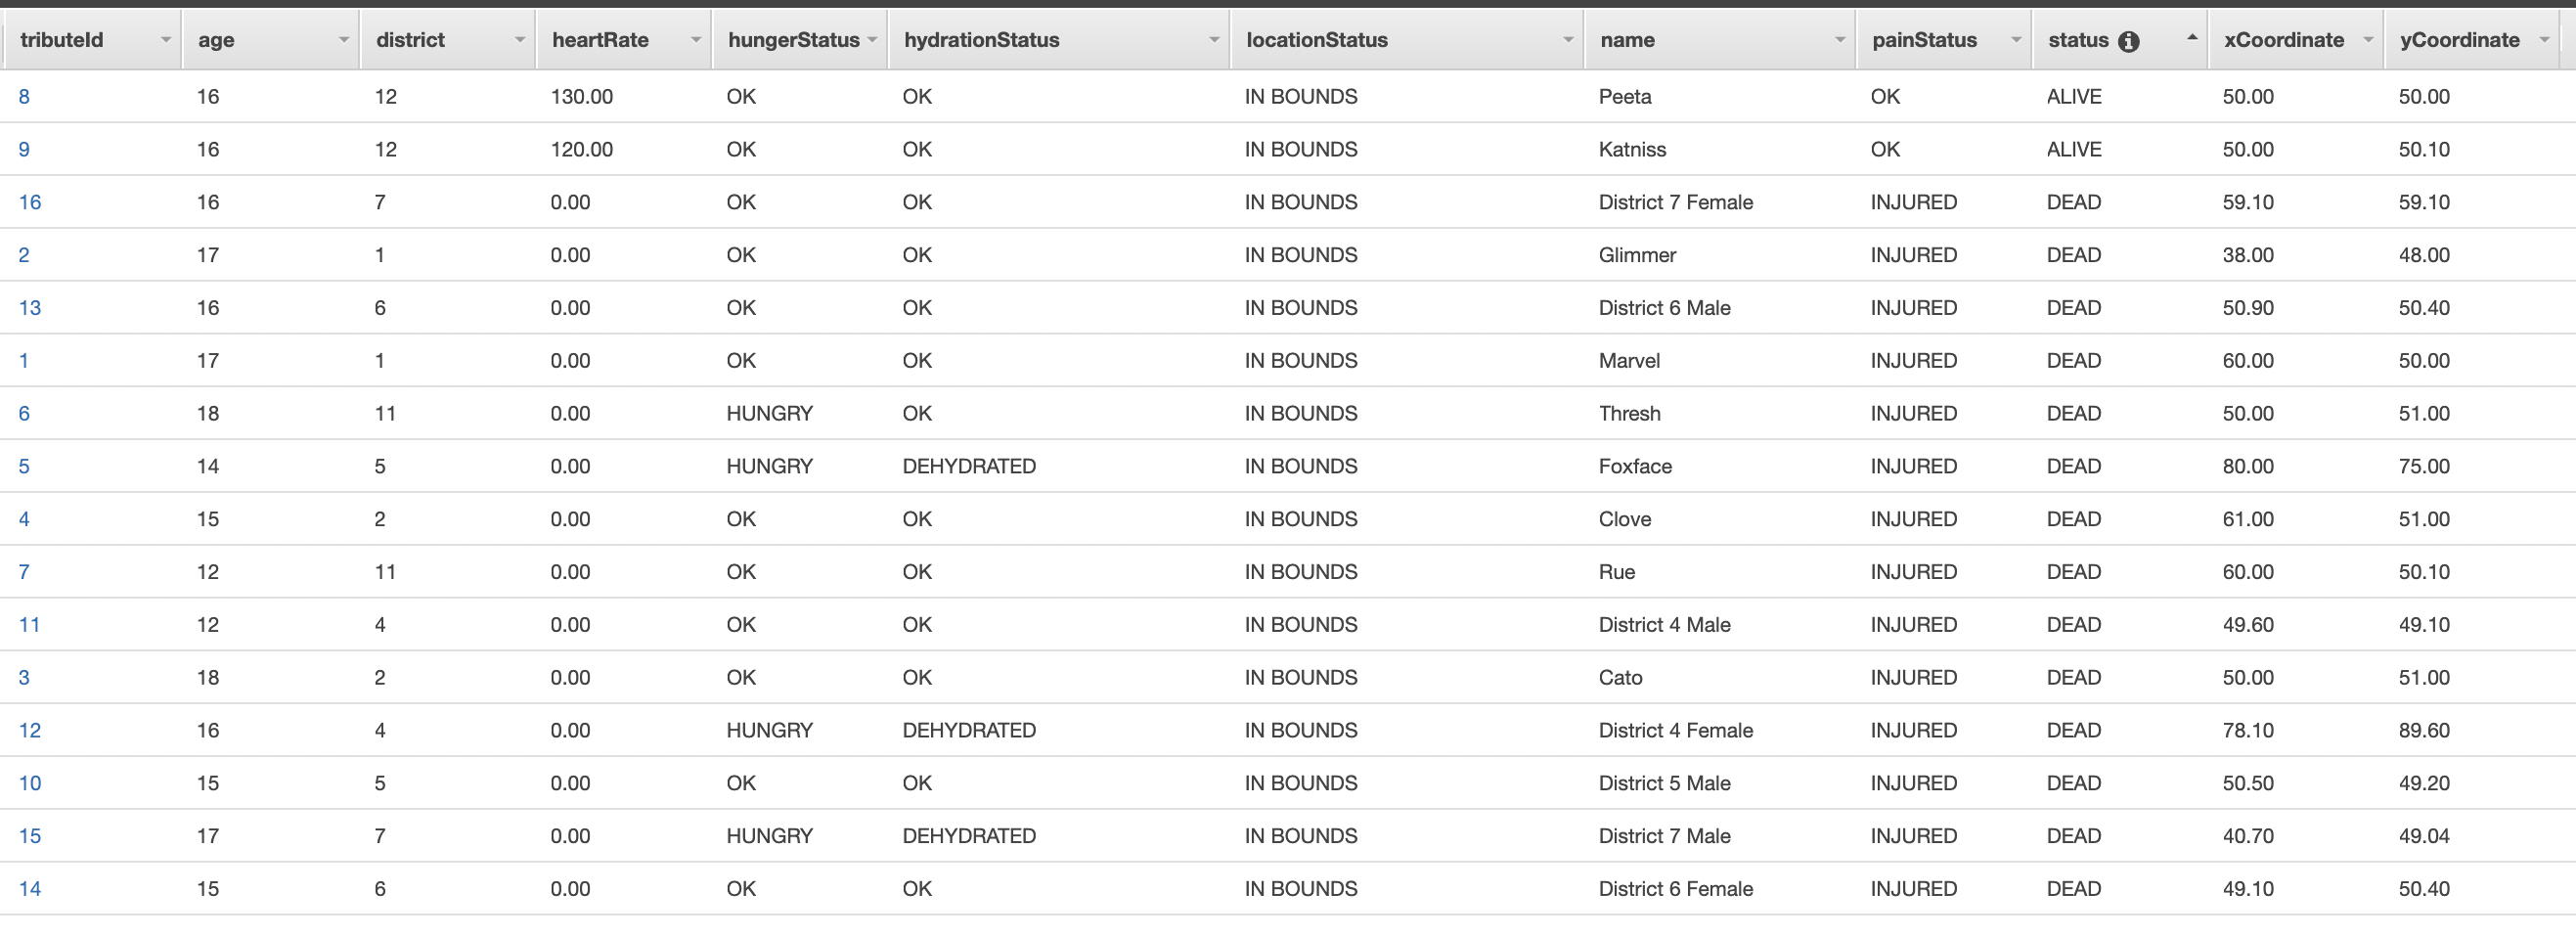 tributeId age district heartRate hungerStatus hydrationStatus locationStatus name painStatus status xCoordinate yCoordinate
8 16 12 130.00 OK OK IN BOUNDS Peeta OK ALIVE 50.00 50.00
9 16 12 120.00 OK OK IN BOUNDS Katniss OK ALIVE 50.00 50.10
16 16 7 0.00 OK OK IN BOUNDS District 7 Female INJURED DEAD 59.10 59.10
2 17 1 0.00 OK OK IN BOUNDS Glimmer INJURED DEAD 38.00 48.00
13 16 6 0.00 OK OK IN BOUNDS District 6 Male INJURED DEAD 50.90 50.40
1 17 1 0.00 OK OK IN BOUNDS Marvel INJURED DEAD 60.00 50.00
6 18 11 0.00 HUNGRY OK IN BOUNDS Thresh INJURED DEAD 50.00 51.00
5 14 5 0.00 HUNGRY DEHYDRATED IN BOUNDS Foxface INJURED DEAD 80.00 75.00
4 15 2 0.00 OK OK IN BOUNDS Clove INJURED DEAD 61.00 51.00
7 12 11 0.00 OK OK IN BOUNDS Rue INJURED DEAD 60.00 50.10
11 12 4 0.00 OK OK IN BOUNDS District 4 Male INJURED DEAD 49.60 49.10
3 18 2 0.00 OK OK IN BOUNDS Cato INJURED DEAD 50.00 51.00
12 16 4 0.00 HUNGRY DEHYDRATED IN BOUNDS District 4 Female INJURED DEAD 78.10 89.60
10 15 5 0.00 OK OK IN BOUNDS District 5 Male INJURED DEAD 50.50 49.20
15 17 7 0.00 HUNGRY DEHYDRATED IN BOUNDS District 7 Male INJURED DEAD 40.70 49.04
14 15 6 0.00 OK OK IN BOUNDS District 6 Female INJURED DEAD 49.10 50.40